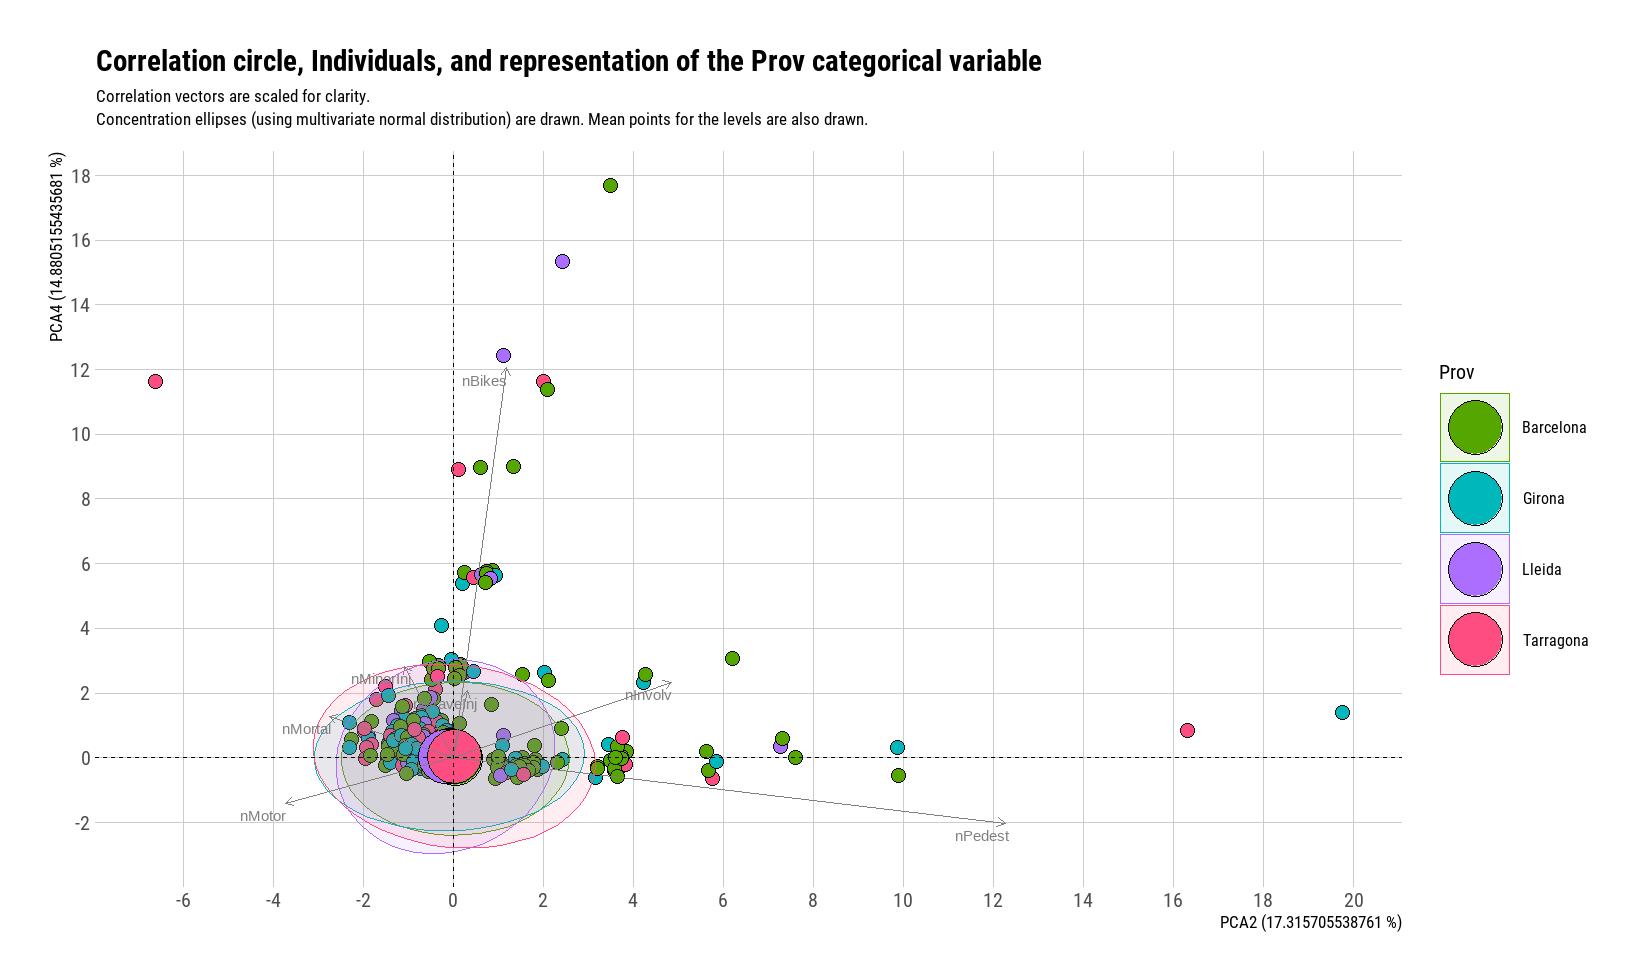 Correlation circle, Individuals, and representation of the Prov categorical variable
Correlation vectors are scaled for clarity.
Concentration ellipses (using multivariate normal distribution) are drawn. Mean points for the levels are also drawn.
PCA4 (14.8805155435681 %)
18
16
14
12
10
8
6
4
2
0
-2
nBikes
nMinorInj
nInvolv
nMortal
nMotor
nPedest
-6
-4
-2
0
2
4
6
8
10
12
14
16
18
20
PCA2 (17.315705538761 %)
Prov
Barcelona
Girona
Lleida
Tarragona